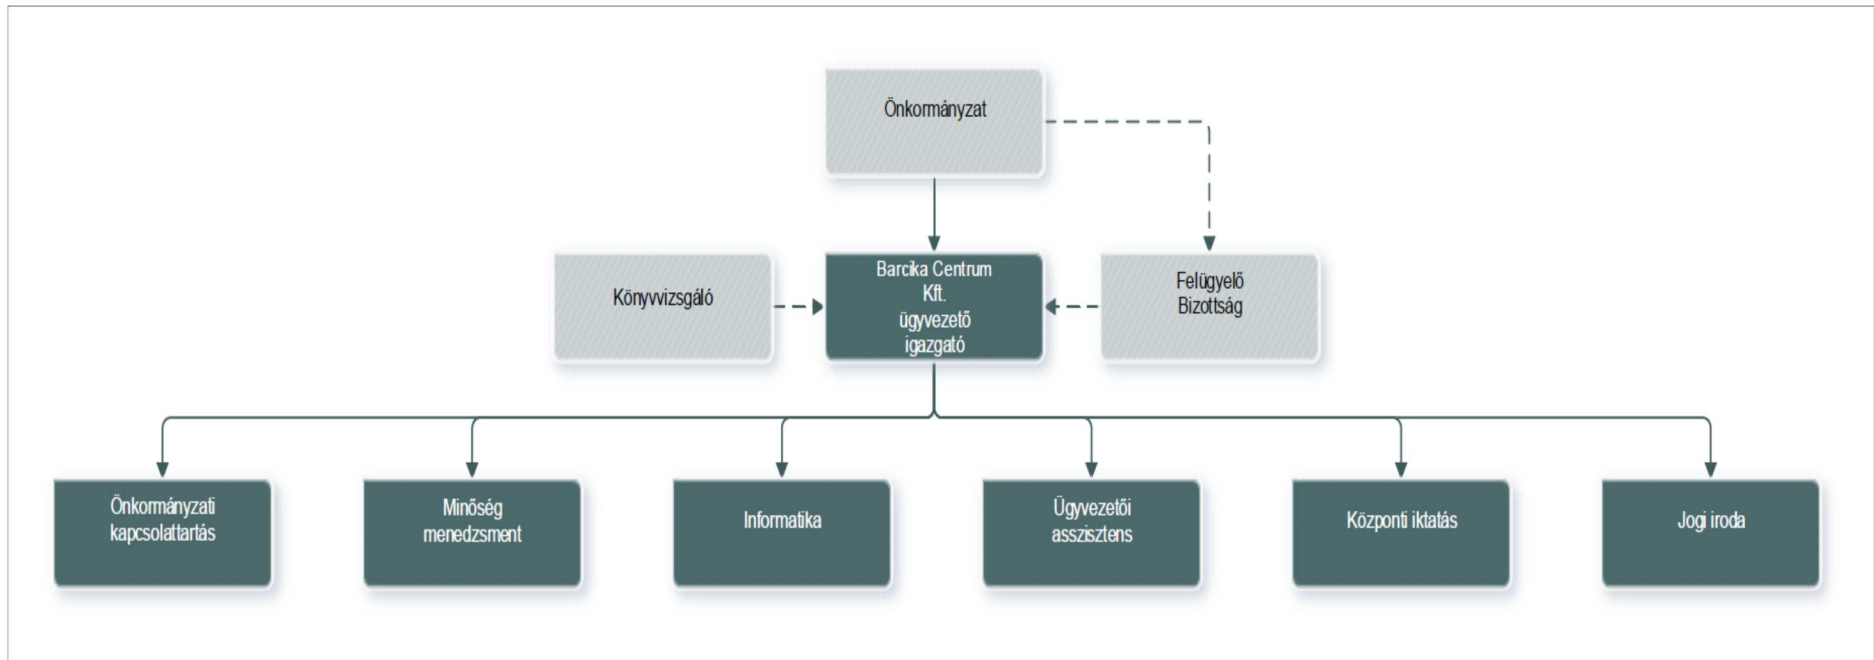 Önkormányzat
Könyvvizsgáló
Barcika Centrum
Kft.
ügyvezető
igazgató
Felügyelő
Bizottság
Önkormányzati
kapcsolattartás
Minőség
menedzsment
Informatika
Ügyvezetői
asszisztens
Központi iktatás
Jogi iroda